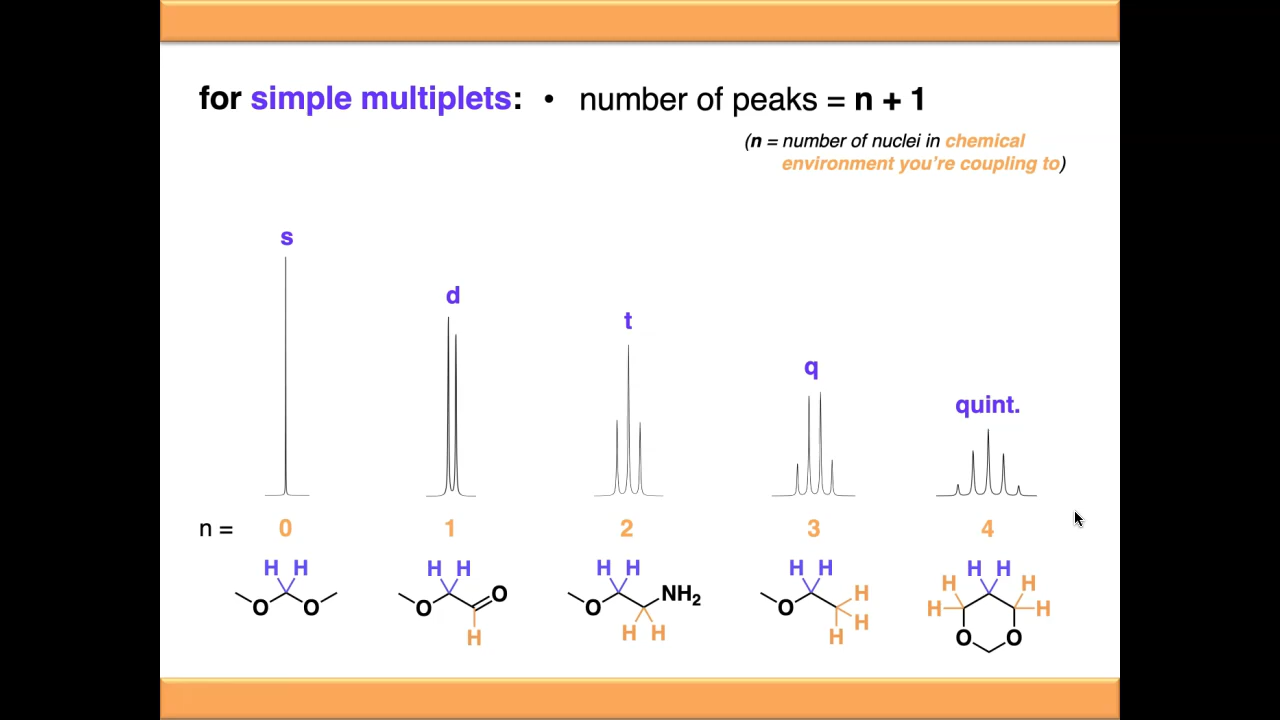 for simple multiplets: • number of peaks = n + 1
(n = number of nuclei in chemical
environment you're coupling to)
s
d
t
q
quint.
n = 0 1 2 3 4
H H H H H H H H H H
H H
O O O O NH2 O H H H
H H H H H
O O